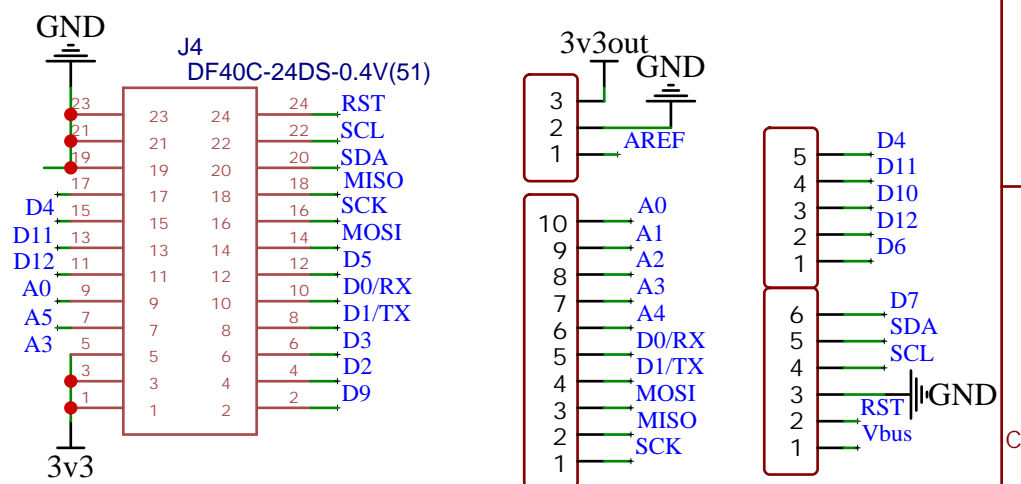 GND
J4
DF40C-24DS-0.4V(51)
23 23 24 24 RST
21 21 22 22 SCL
19 19 20 20 SDA
17 17 18 18 MISO
D4 15 15 16 16 SCK
D11 13 13 14 14 MOSI
D12 11 11 12 12 D5
A0 9 9 10 10 D0/RX
A5 7 7 8 8 D1/TX
A3 5 5 6 6 D3
3 3 4 4 D2
1 1 2 2 D9
3v3
3v3out
GND
3
2
1 AREF
10 A0
9 A1
8 A2
7 A3
6 A4
5 D0/RX
4 D1/TX
3 MOSI
2 MISO
1 SCK
5 D4
4 D11
3 D10
2 D12
1 D6
6 D7
5 SDA
4 SCL
3 GND
2 RST
1 Vbus
C